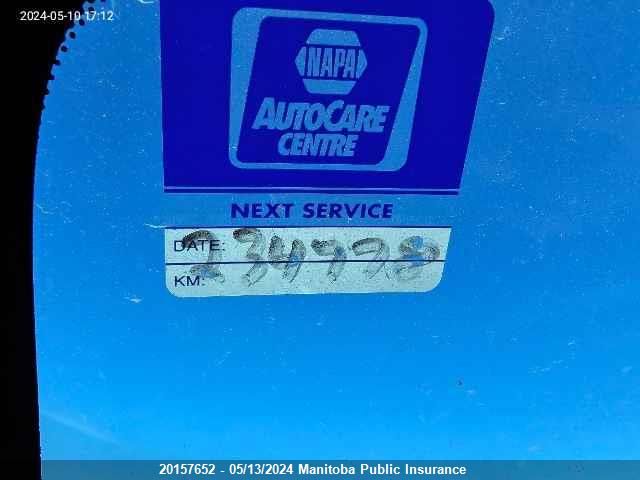 2024-05-10 17:12
NAPA
AUTOCARE
CENTRE
NEXT SERVICE
DATE:
234778
KM:
20157652 - 05/13/2024 Manitoba Public Insurance